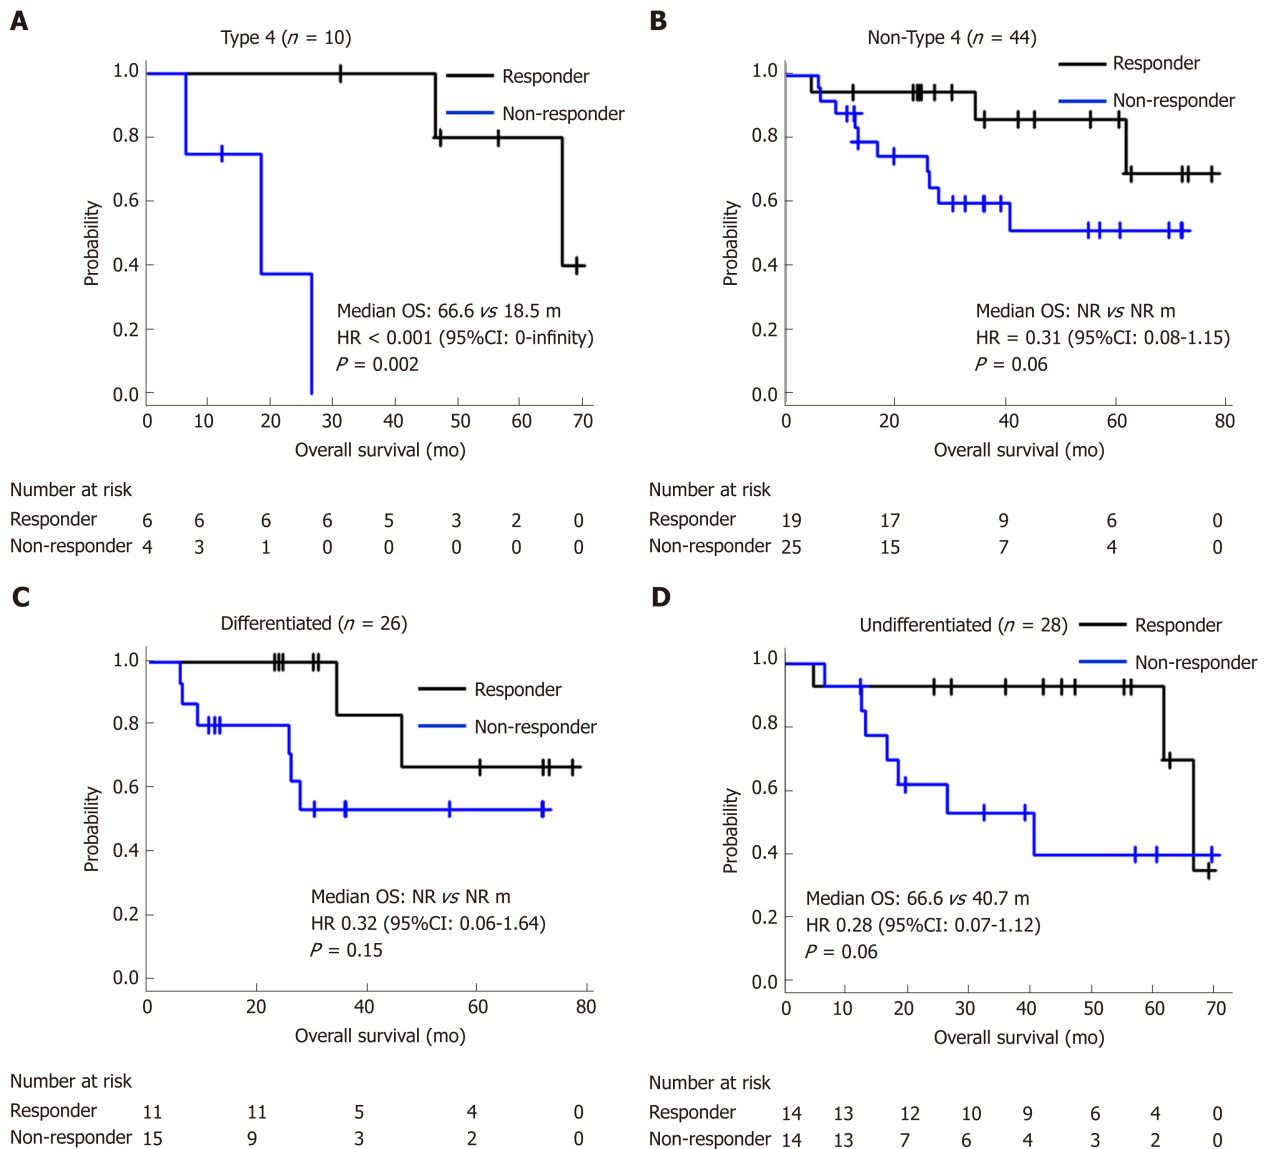 A
Type 4 (n = 10)
Responder
Non-responder
1.0
0.8
0.6
0.4
0.2
0.0
Probability
Median OS: 66.6 vs 18.5 m
HR < 0.001 (95%CI: 0-infinity)
P = 0.002
0 10 20 30 40 50 60 70
Overall survival (mo)
Number at risk
Responder 6 6 6 6 5 3 2 0
Non-responder 4 3 1 0 0 0 0 0
B
Non-Type 4 (n = 44)
Responder
Non-responder
1.0
0.8
0.6
0.4
0.2
0.0
Probability
Median OS: NR vs NR m
HR = 0.31 (95%CI: 0.08-1.15)
P = 0.06
0 20 40 60 80
Overall survival (mo)
Number at risk
Responder 19 17 9 6 0
Non-responder 25 15 7 4 0
C
Differentiated (n = 26)
Responder
Non-responder
1.0
0.8
0.6
0.4
0.2
0.0
Probability
Median OS: NR vs NR m
HR 0.32 (95%CI: 0.06-1.64)
P = 0.15
0 20 40 60 80
Overall survival (mo)
Number at risk
Responder 11 11 5 4 0
Non-responder 15 9 3 2 0
D
Undifferentiated (n = 28)
Responder
Non-responder
1.0
0.8
0.6
0.4
0.2
0.0
Probability
Median OS: 66.6 vs 40.7 m
HR 0.28 (95%CI: 0.07-1.12)
P = 0.06
0 10 20 30 40 50 60 70
Overall survival (mo)
Number at risk
Responder 14 13 12 10 9 6 4 0
Non-responder 14 13 7 6 4 3 2 0